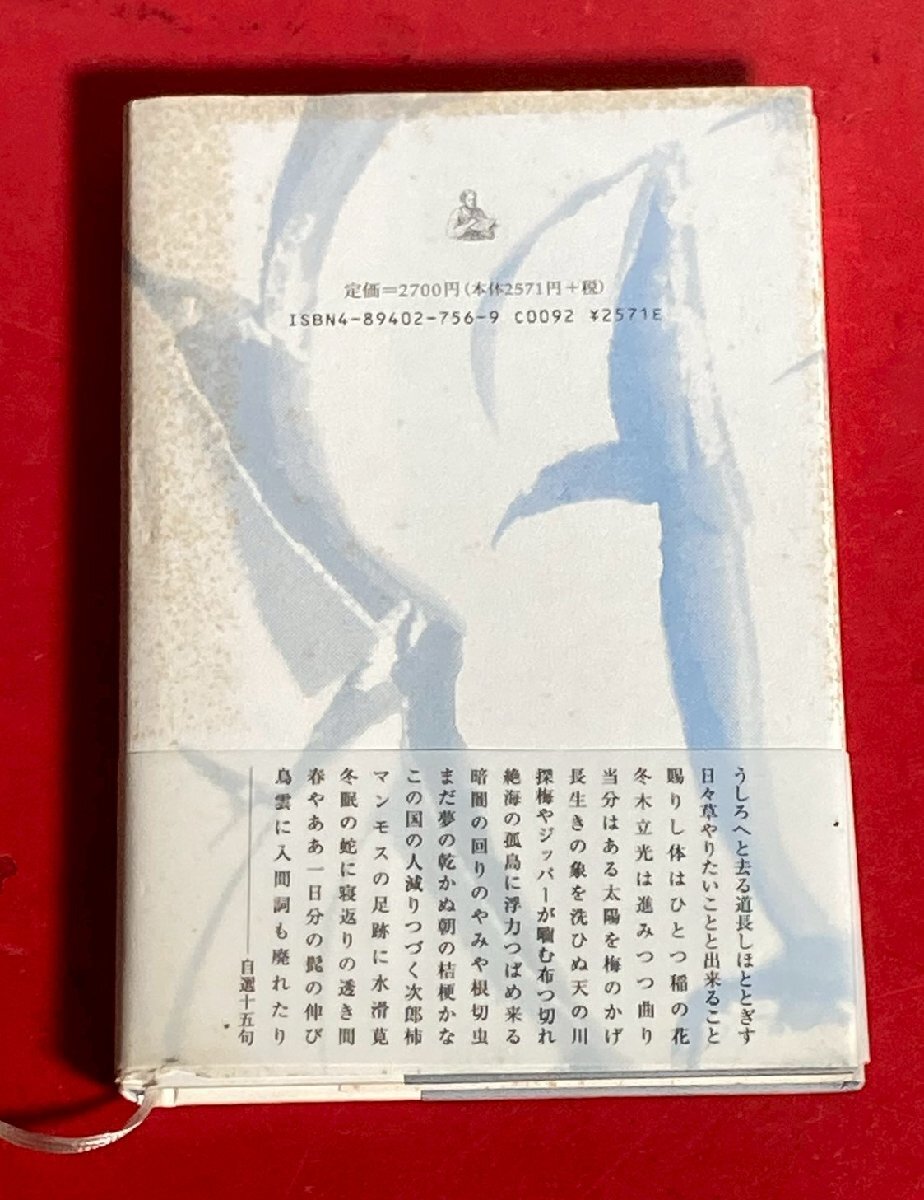 定価=2700円(本体2571円+税)
ISBN4-89402-756-9 C0092 ¥2571E
うしろへと去る道長しほととぎす
日々草やりたいことと出来ること
賜りし体はひとつ稲の花
冬木立光は進みつつ曲り
当分はある太陽を梅のかげ
長生きの象を洗ひぬ天の川
探梅やジッパーが嚙む布つ切れ
絶海の孤島に浮力つばめ来る
暗闇の回りのやみや根切虫
まだ夢の乾かぬ朝の桔梗かな
この国の人減りつづく次郎柿
マンモスの足跡に水滑莧
冬眠の蛇に寝返りの透き間
春やああ一日分の髭の伸び
鳥雲に入間詞も廃れたり
——自選十五句